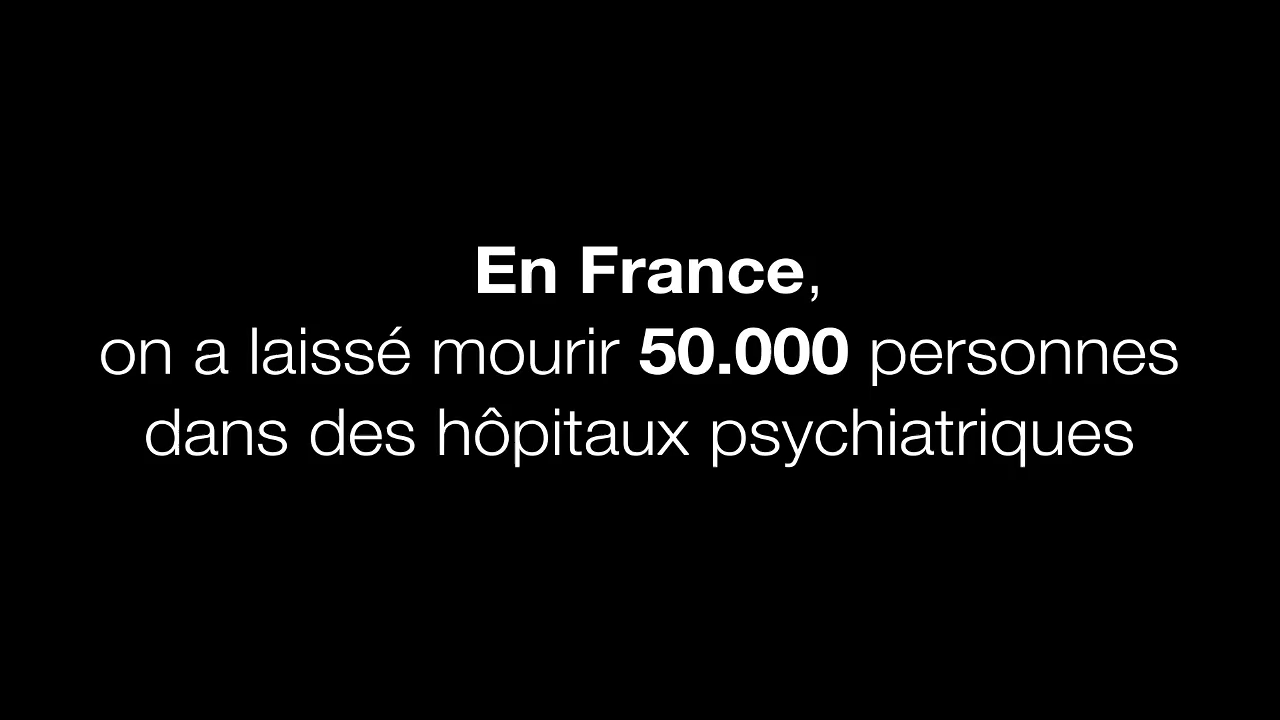 En France,
on a laissé mourir 50.000 personnes
dans des hôpitaux psychiatriques